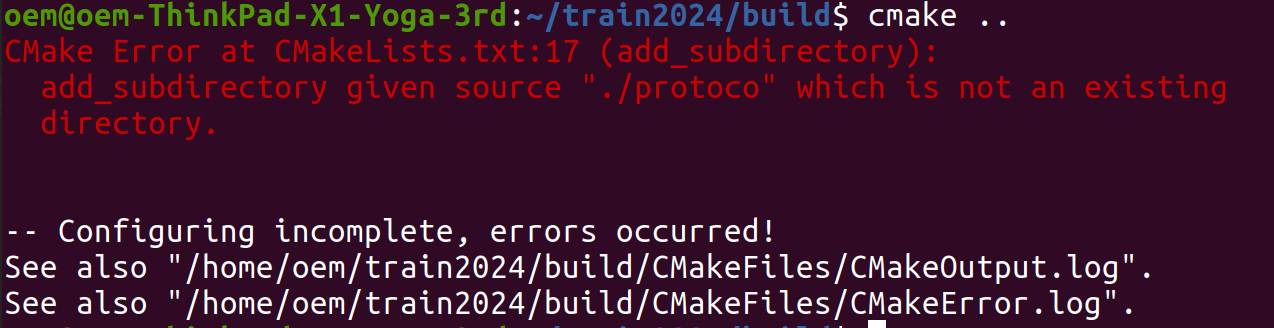 oem@oem-ThinkPad-X1-Yoga-3rd:~/train2024/build$ cmake ..
CMake Error at CMakeLists.txt:17 (add_subdirectory):
add_subdirectory given source "./protoco" which is not an existing
directory.
-- Configuring incomplete, errors occurred!
See also "/home/oem/train2024/build/CMakeFiles/CMakeOutput.log".
See also "/home/oem/train2024/build/CMakeFiles/CMakeError.log".